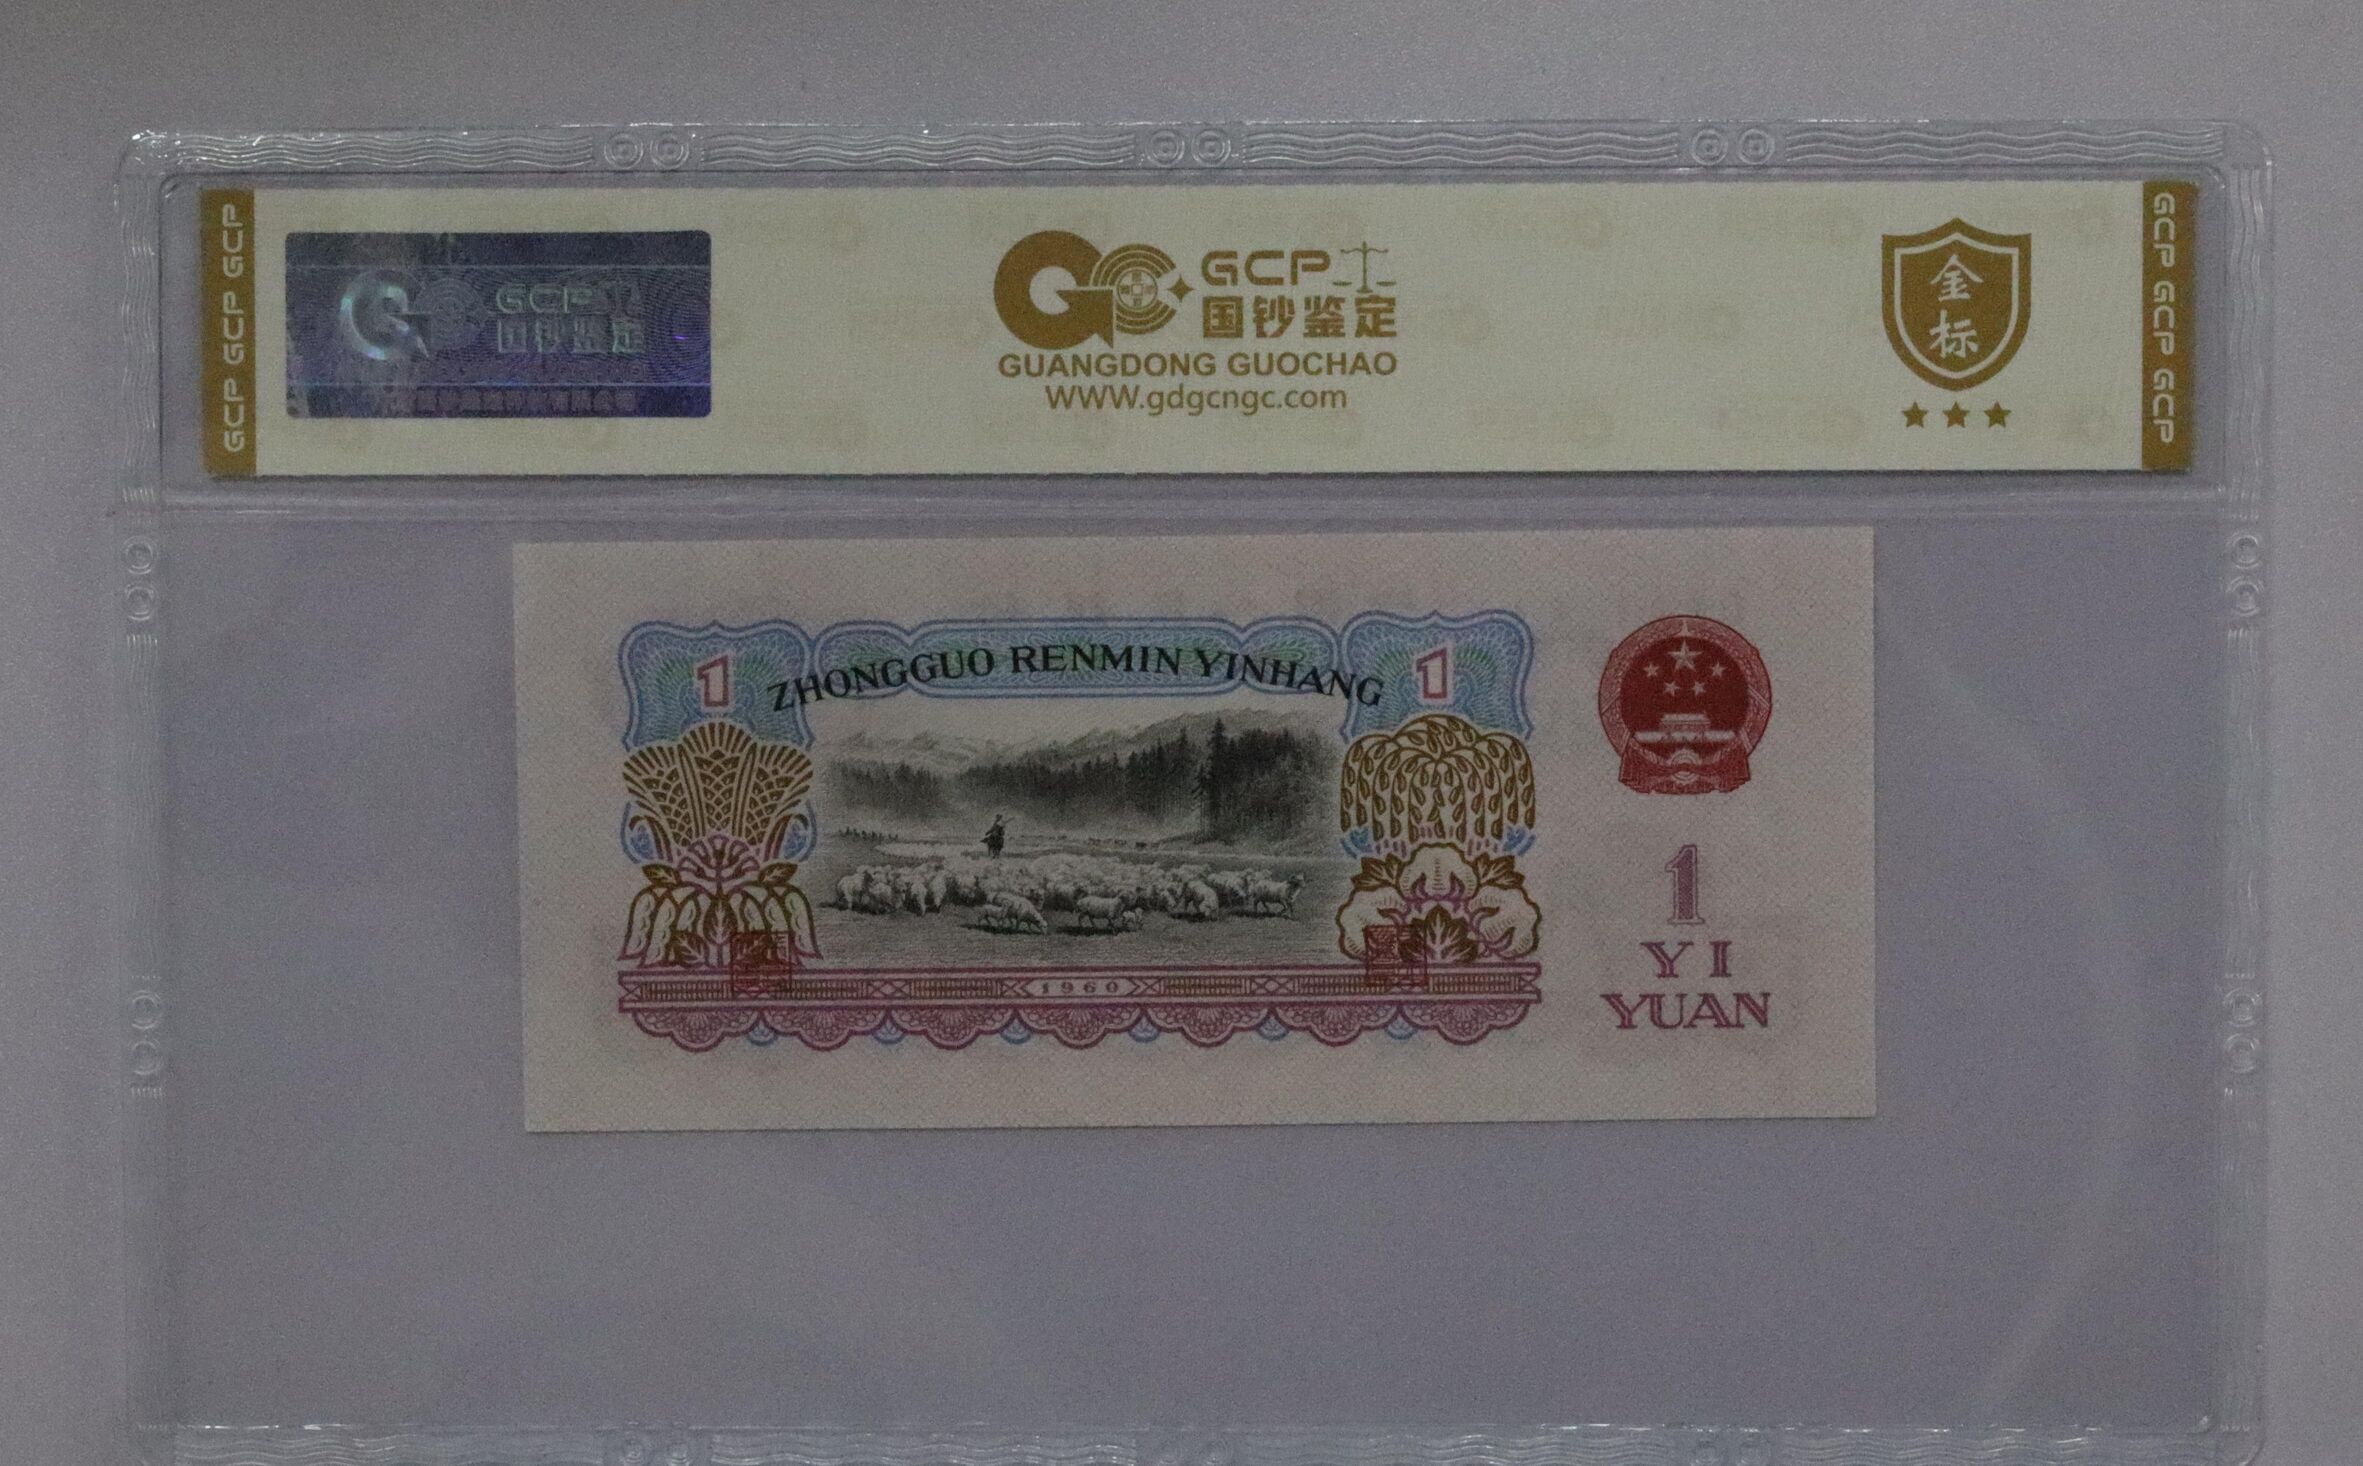 GCP GCP GCP
GCP
国钞鉴定
GCP
国钞鉴定
GUANGDONG GUOCHAO
WWW.gdgcngc.com
金
标
GCP GCP GCP
1
ZHONGGUO RENMIN YINHANG
1
1
YI
YUAN
1960